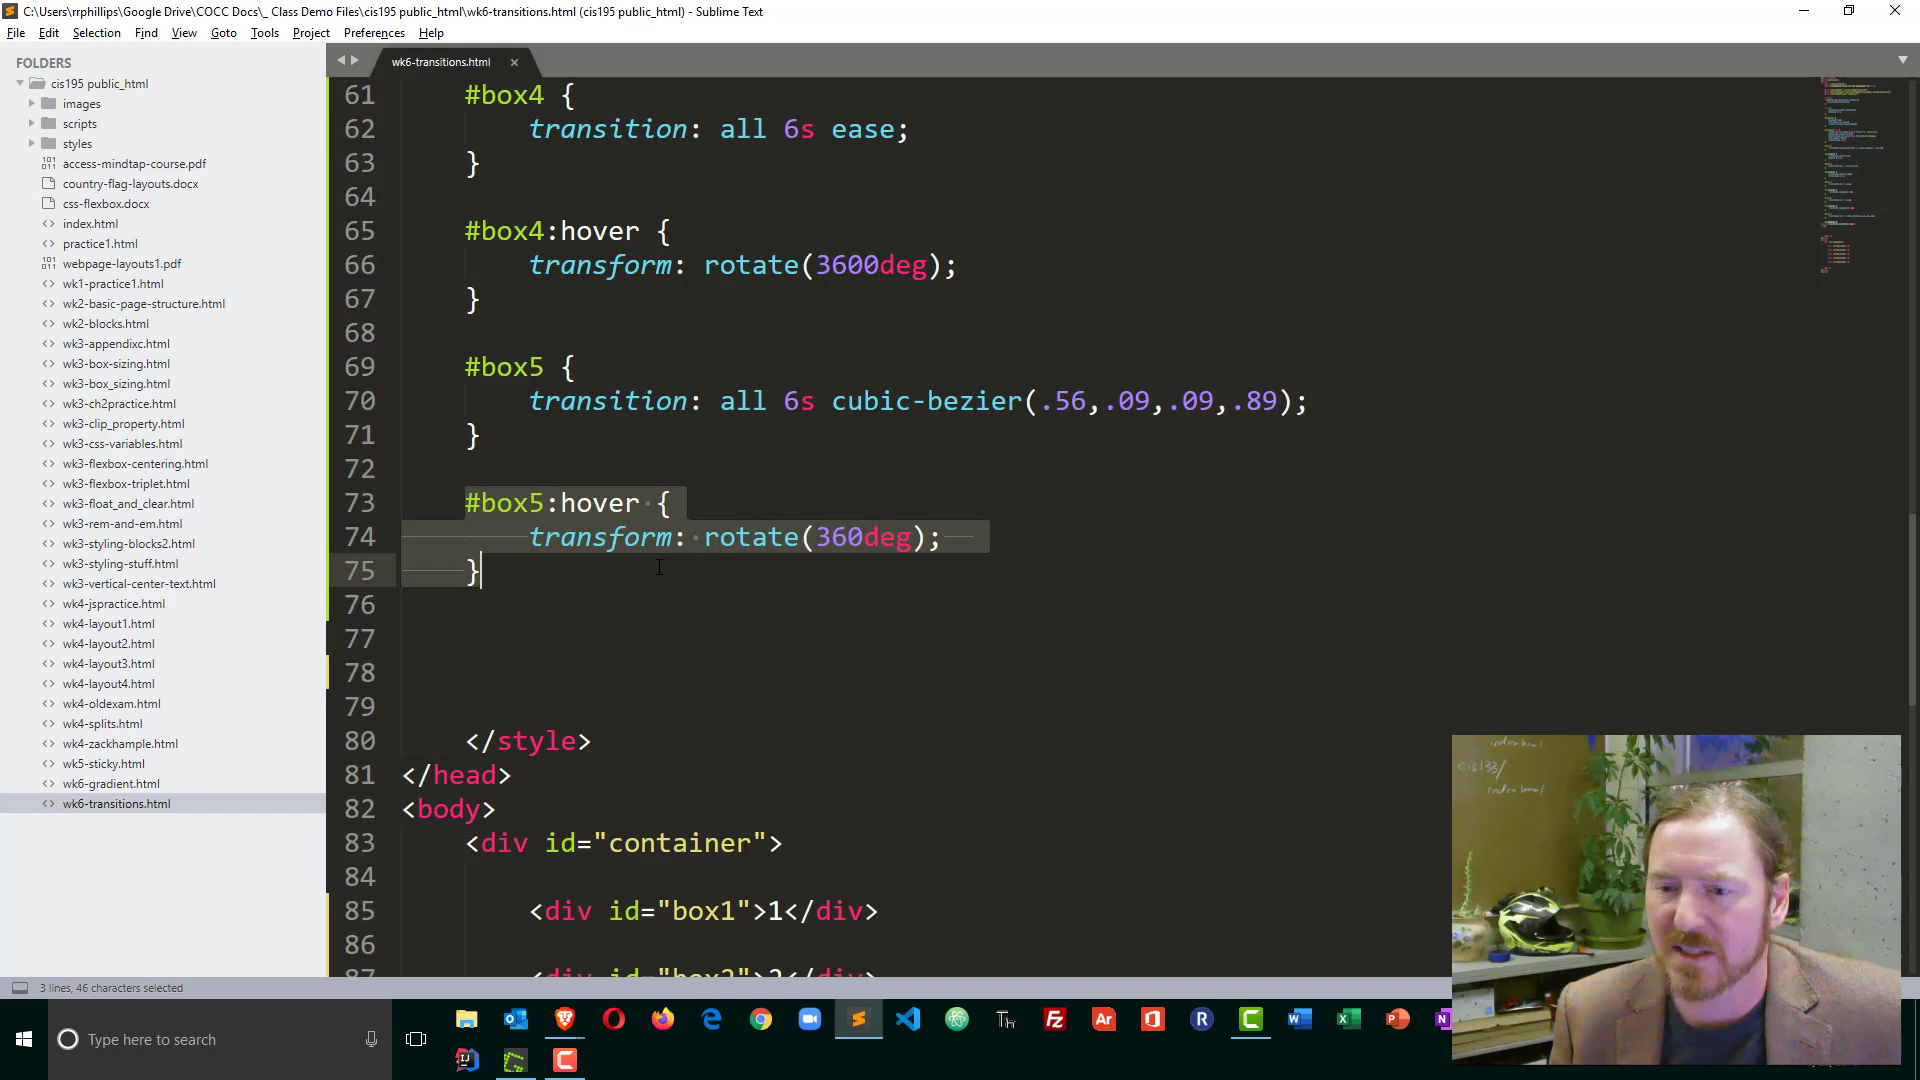 C:\Users\rrphillips\Google Drive\COCC Docs\_ Class Demo Files\cis195 public_html\wk6-transitions.html (cis195 public_html) - Sublime Text
File Edit Selection Find View Goto Tools Project Preferences Help
FOLDERS
cis195 public_html
images
scripts
styles
access-mindtap-course.pdf
country-flag-layouts.docx
css-flexbox.docx
index.html
practice1.html
webpage-layouts1.pdf
wk1-practice1.html
wk2-basic-page-structure.html
wk2-blocks.html
wk3-appendixc.html
wk3-box-sizing.html
wk3-box_sizing.html
wk3-ch2practice.html
wk3-clip_property.html
wk3-css-variables.html
wk3-flexbox-centering.html
wk3-flexbox-triplet.html
wk3-float_and_clear.html
wk3-rem-and-em.html
wk3-styling-blocks2.html
wk3-styling-stuff.html
wk3-vertical-center-text.html
wk4-jspractice.html
wk4-layout1.html
wk4-layout2.html
wk4-layout3.html
wk4-layout4.html
wk4-oldexam.html
wk4-splits.html
wk4-zackhample.html
wk5-sticky.html
wk6-gradient.html
wk6-transitions.html
wk6-transitions.html
61 #box4 {
62 transition: all 6s ease;
63 }
64
65 #box4:hover {
66 transform: rotate(3600deg);
67 }
68
69 #box5 {
70 transition: all 6s cubic-bezier(.56,.09,.09,.89);
71 }
72
73 #box5:hover {
74 transform: rotate(360deg);
75 }
76
77
78
79
80 </style>
81 </head>
82 <body>
83 <div id="container">
84
85 <div id="box1">1</div>
86
87 <div id="box2">2</div>
3 lines, 46 characters selected
Type here to search